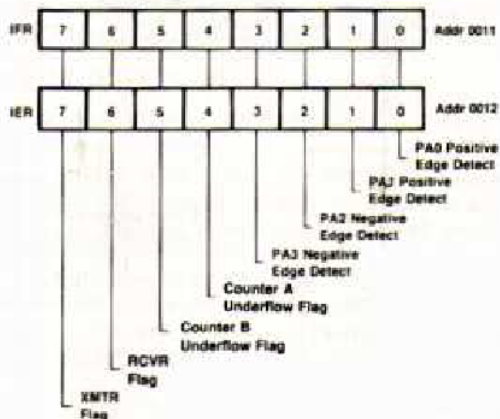 IFR 7 6 5 4 3 2 1 0 Addr 0011
IER 7 6 5 4 3 2 1 0 Addr 0012
PA0 Positive
Edge Detect
PA1 Positive
Edge Detect
PA2 Negative
Edge Detect
PA3 Negative
Edge Detect
Counter A
Underflow Flag
Counter B
Underflow Flag
RCVR
Flag
XMTR
Flag